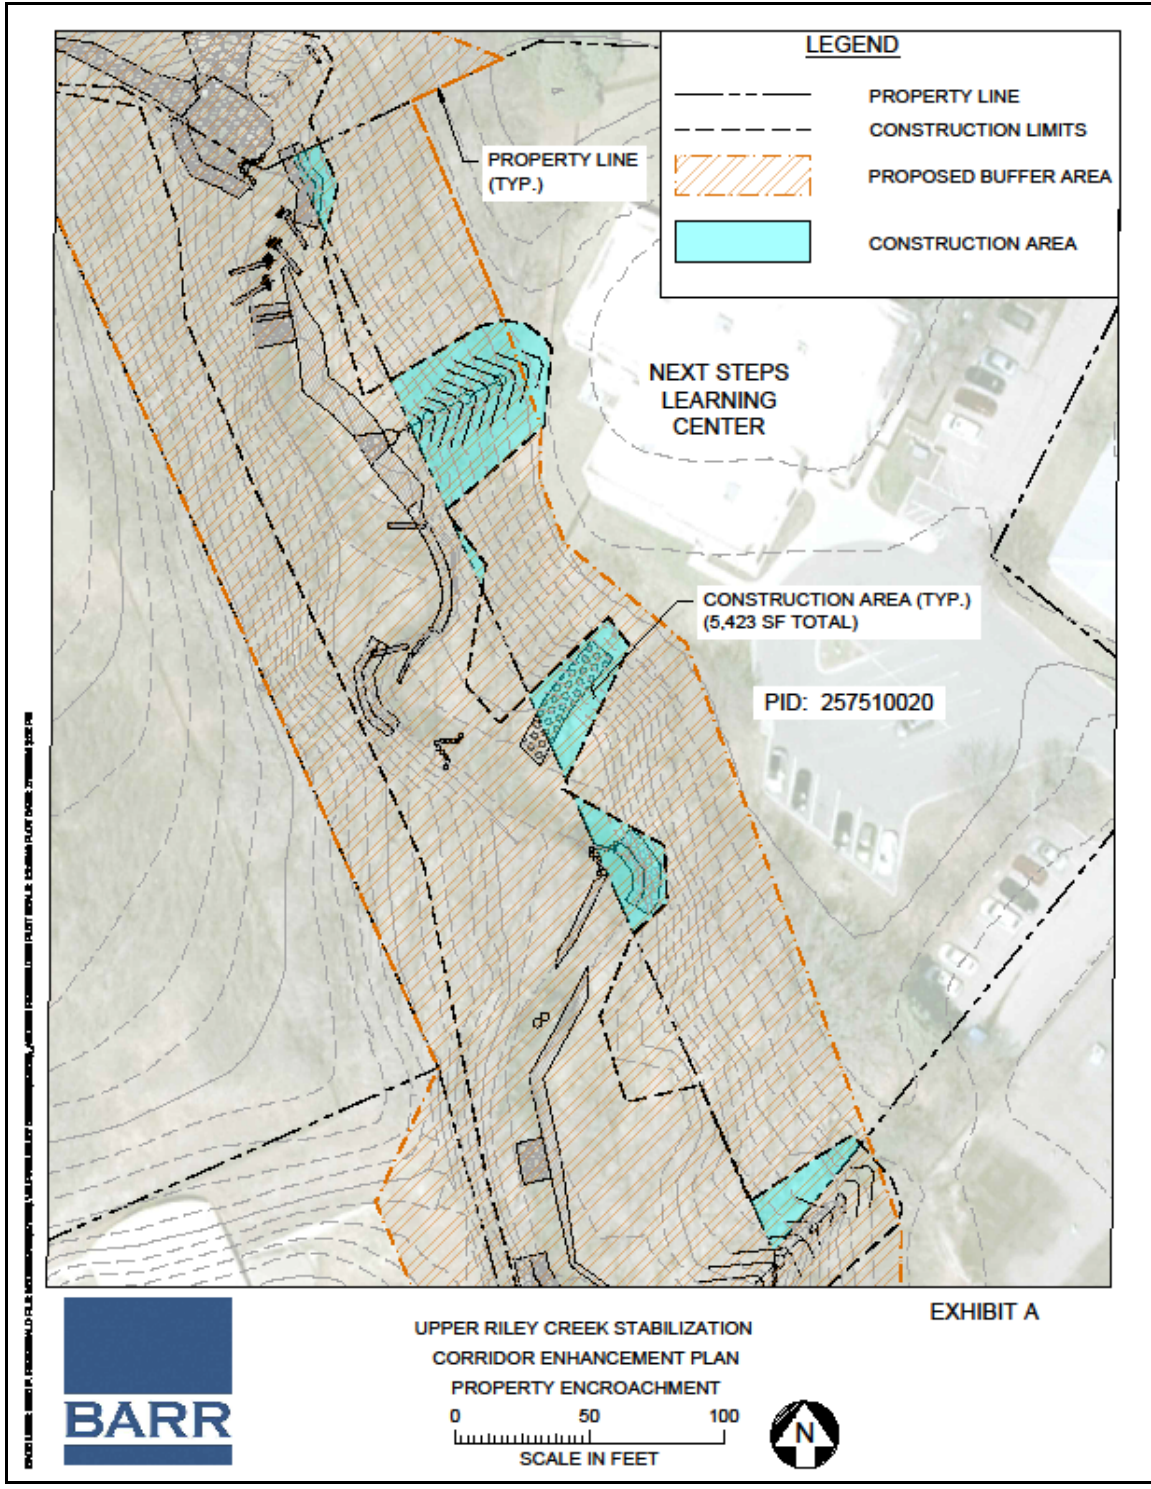 LEGEND
PROPERTY LINE
CONSTRUCTION LIMITS
PROPOSED BUFFER AREA
CONSTRUCTION AREA
PROPERTY LINE
(TYP.)
NEXT STEPS
LEARNING
CENTER
CONSTRUCTION AREA (TYP.)
(5,423 SF TOTAL)
PID: 257510020
EXHIBIT A
UPPER RILEY CREEK STABILIZATION
CORRIDOR ENHANCEMENT PLAN
PROPERTY ENCROACHMENT
0 50 100
SCALE IN FEET
BARR
N